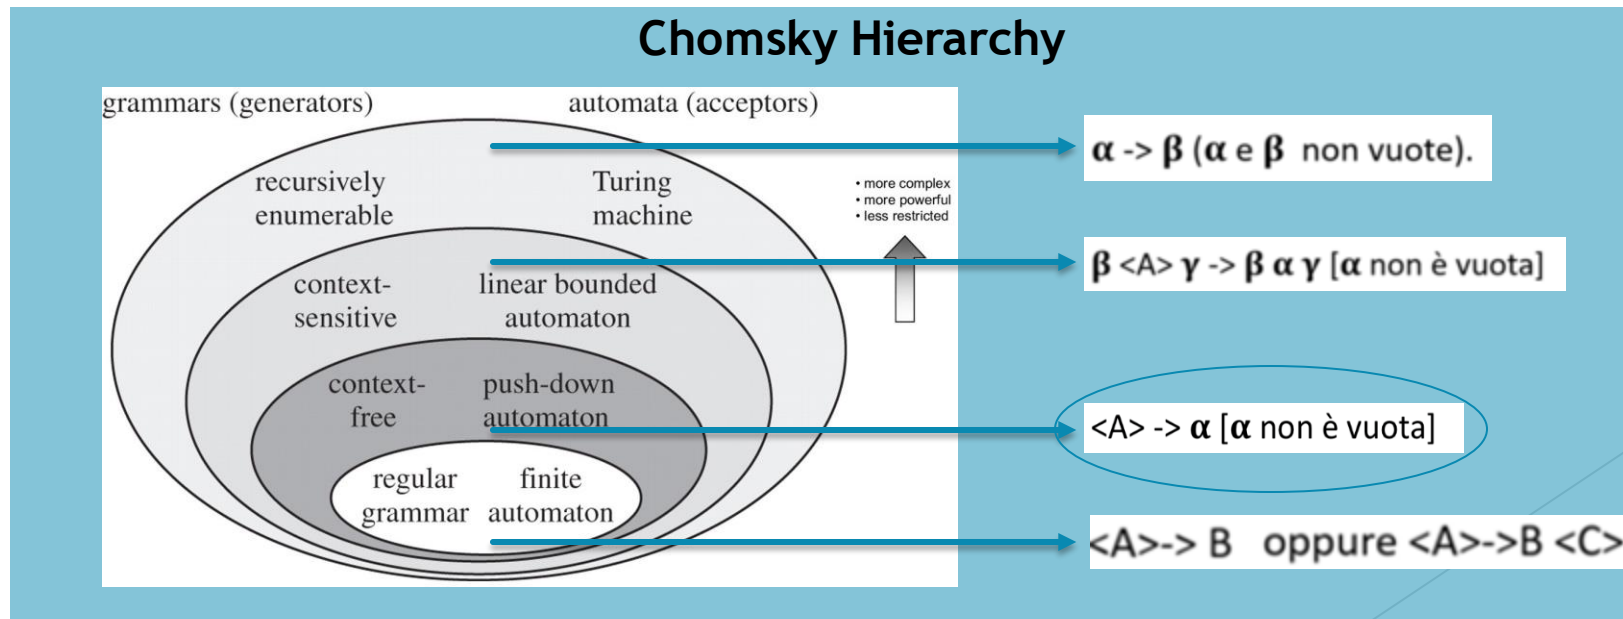 Chomsky Hierarchy
grammars (generators)
automata (acceptors)
recursively
enumerable
Turing
machine
• more complex
• more powerful
• less restricted
context-
sensitive
linear bounded
automaton
context-
free
push-down
automaton
regular
grammar
finite
automaton
α -> β (α e β non vuote).
β <A> γ -> β α γ [α non è vuota]
<A> -> α [α non è vuota]
<A>-> B oppure <A>->B <C>